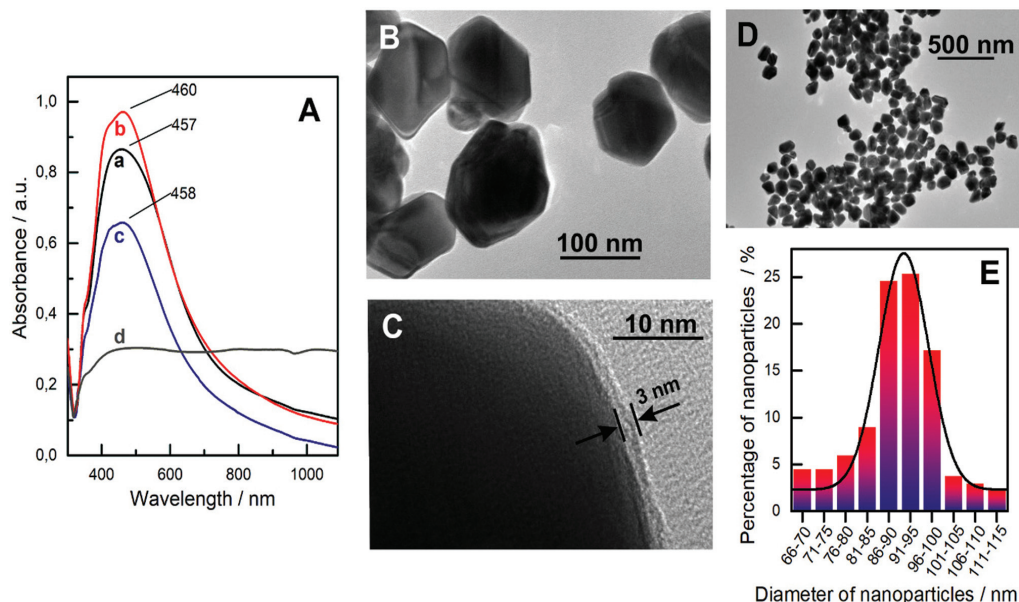 A
460
b
457
a
458
c
d
1,0
0,8
0,6
0,4
0,2
0,0
Absorbance / a.u.
400 600 800 1000
Wavelength / nm
B
100 nm
C
10 nm
3 nm
D
500 nm
E
Percentage of nanoparticles / %
25
20
15
10
5
0
66-70
71-75
76-80
81-85
86-90
91-95
96-100
101-105
106-110
111-115
Diameter of nanoparticles / nm